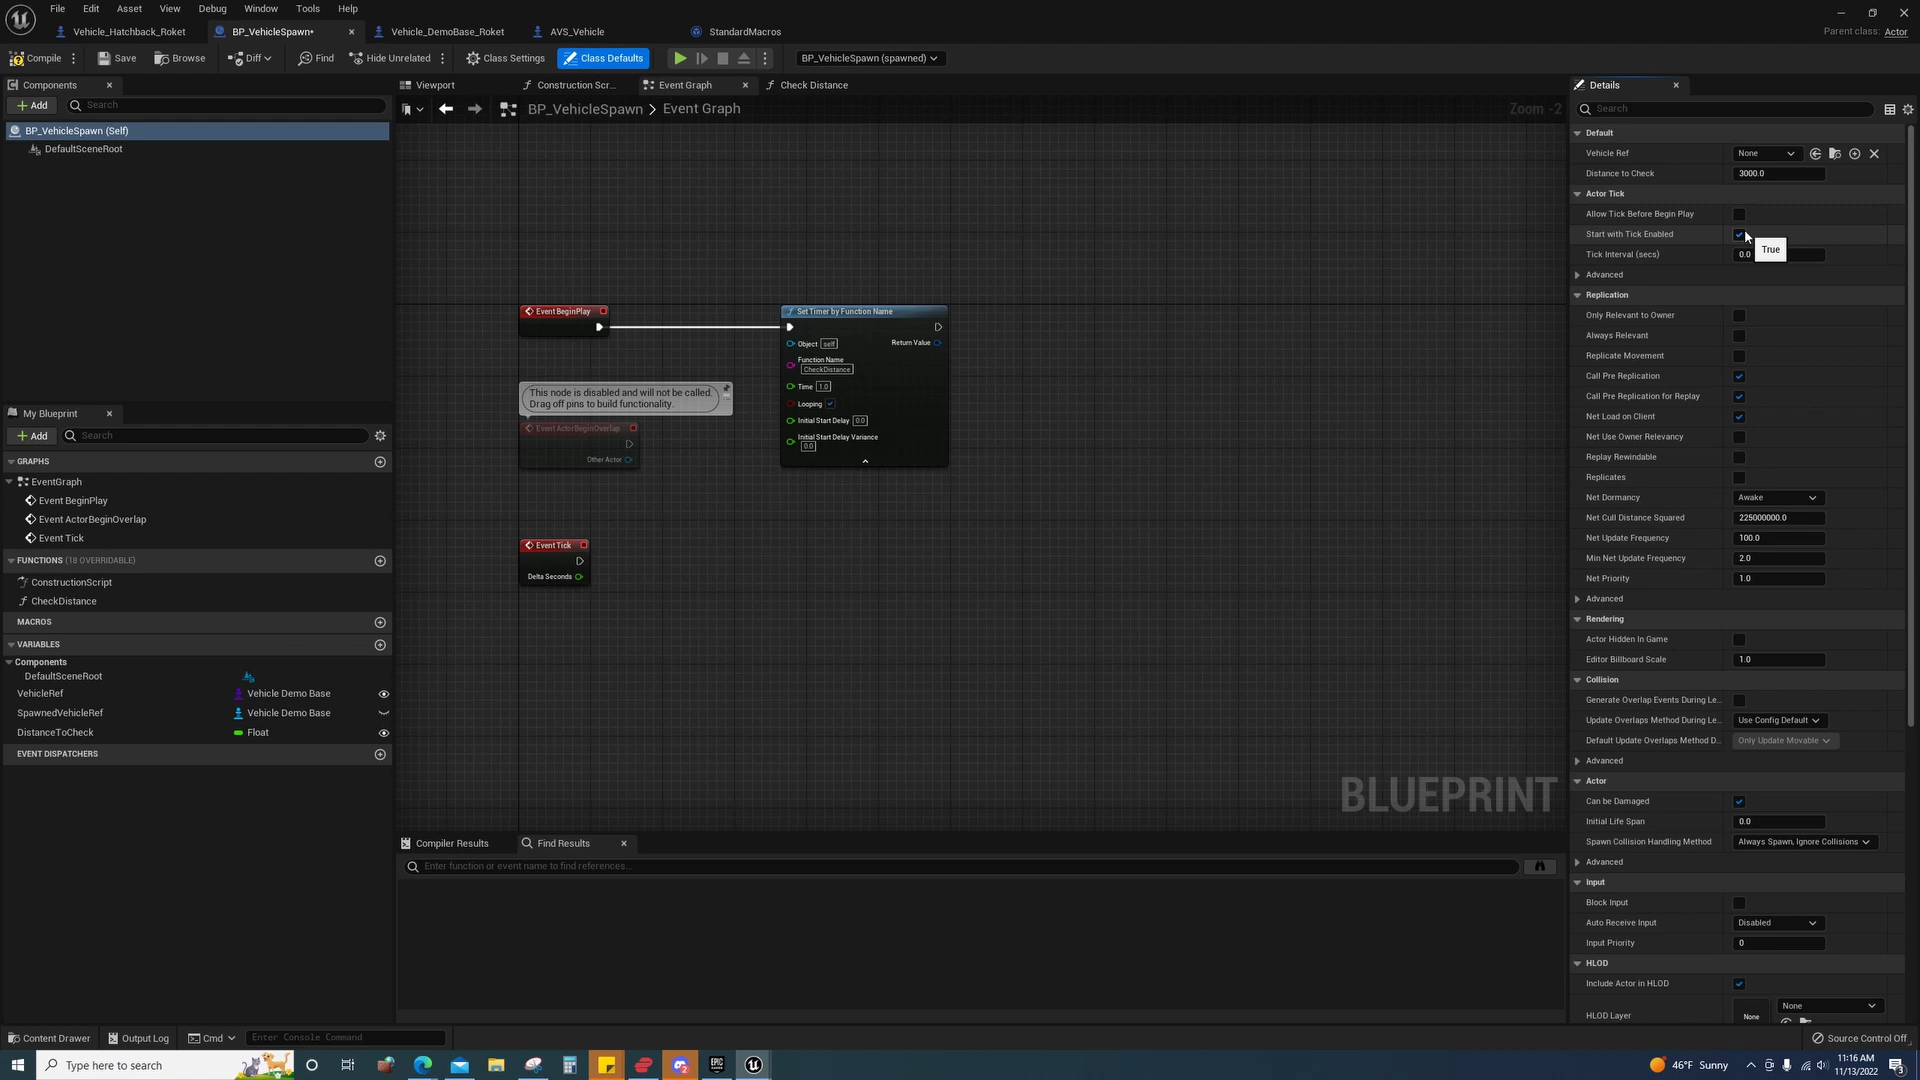 File Edit Asset View Debug Window Tools Help
Vehicle_Hatchback_Roket BP_VehicleSpawn* Vehicle_DemoBase_Roket AVS_Vehicle StandardMacros
Parent class: Actor
Compile Save Browse Diff Find Hide Unrelated Class Settings Class Defaults BP_VehicleSpawn (spawned)
Components
Add Search
BP_VehicleSpawn (Self)
DefaultSceneRoot
My Blueprint
Add Search
GRAPHS
EventGraph
Event BeginPlay
Event ActorBeginOverlap
Event Tick
FUNCTIONS (18 OVERRIDABLE)
ConstructionScript
CheckDistance
MACROS
VARIABLES
Components
DefaultSceneRoot
VehicleRef Vehicle Demo Base
SpawnedVehicleRef Vehicle Demo Base
DistanceToCheck Float
EVENT DISPATCHERS
Viewport Construction Scr... Event Graph Check Distance
BP_VehicleSpawn > Event Graph
Zoom -2
Event BeginPlay
Set Timer by Function Name
Object self Return Value
Function Name
CheckDistance
Time 1.0
Looping
Initial Start Delay 0.0
Initial Start Delay Variance
0.0
This node is disabled and will not be called.
Drag off pins to build functionality.
Event ActorBeginOverlap
Other Actor
Event Tick
Delta Seconds
BLUEPRINT
Compiler Results Find Results
Enter function or event name to find references...
Details
Search
Default
Vehicle Ref None
Distance to Check 3000.0
Actor Tick
Allow Tick Before Begin Play
Start with Tick Enabled
True
Tick Interval (secs) 0.0
Advanced
Replication
Only Relevant to Owner
Always Relevant
Replicate Movement
Call Pre Replication
Call Pre Replication for Replay
Net Load on Client
Net Use Owner Relevancy
Replay Rewindable
Replicates
Net Dormancy Awake
Net Cull Distance Squared 225000000.0
Net Update Frequency 100.0
Min Net Update Frequency 2.0
Net Priority 1.0
Advanced
Rendering
Actor Hidden In Game
Editor Billboard Scale 1.0
Collision
Generate Overlap Events During Le...
Update Overlaps Method During Le... Use Config Default
Default Update Overlaps Method D... Only Update Movable
Advanced
Actor
Can be Damaged
Initial Life Span 0.0
Spawn Collision Handling Method Always Spawn, Ignore Collisions
Advanced
Input
Block Input
Auto Receive Input Disabled
Input Priority 0
HLOD
Include Actor in HLOD
HLOD Layer None None
Content Drawer Output Log Cmd Enter Console Command Source Control Off
Type here to search
EPIC GAMES
46°F Sunny
11:16 AM
11/13/2022
3